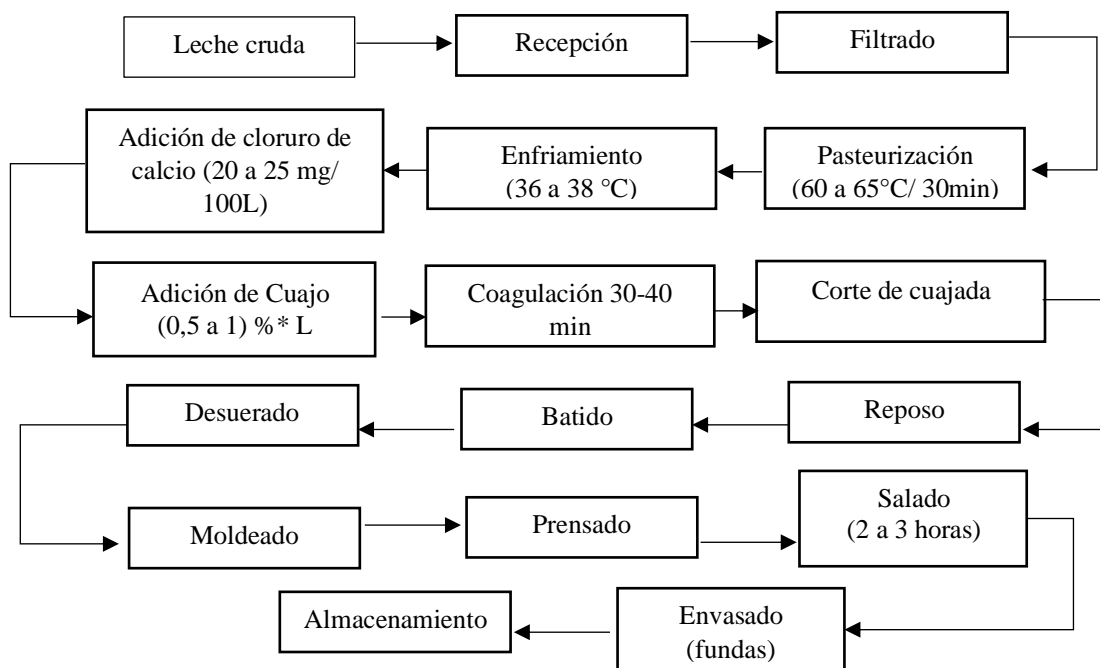 Leche cruda
Recepción
Filtrado
Pasteurización
(60 a 65°C/ 30min)
Enfriamiento
(36 a 38 °C)
Adición de cloruro de
calcio (20 a 25 mg/
100L)
Adición de Cuajo
(0,5 a 1) %* L
Coagulación 30-40
min
Corte de cuajada
Reposo
Batido
Desuerado
Moldeado
Prensado
Salado
(2 a 3 horas)
Envasado
(fundas)
Almacenamiento